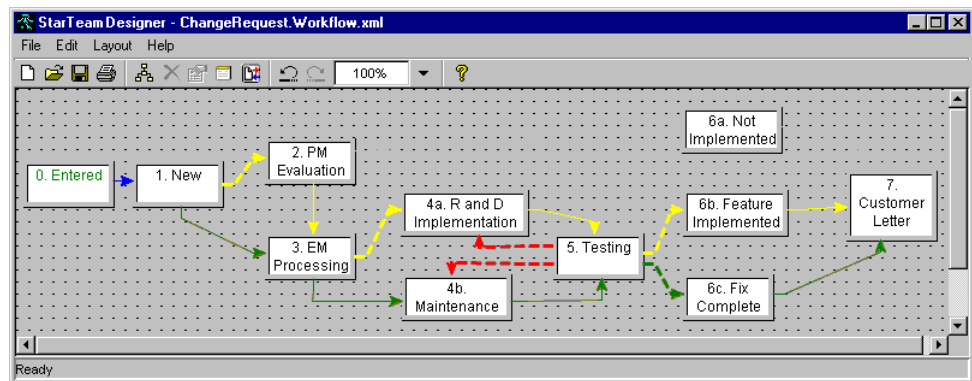 StarTeam Designer - ChangeRequest.Workflow.xml
File Edit Layout Help
100%
6a. Not
Implemented
2. PM
Evaluation
0. Entered
1. New
7.
Customer
Letter
4a. R and D
Implementation
6b. Feature
Implemented
3. EM
Processing
5. Testing
4b.
Maintenance
6c. Fix
Complete
Ready